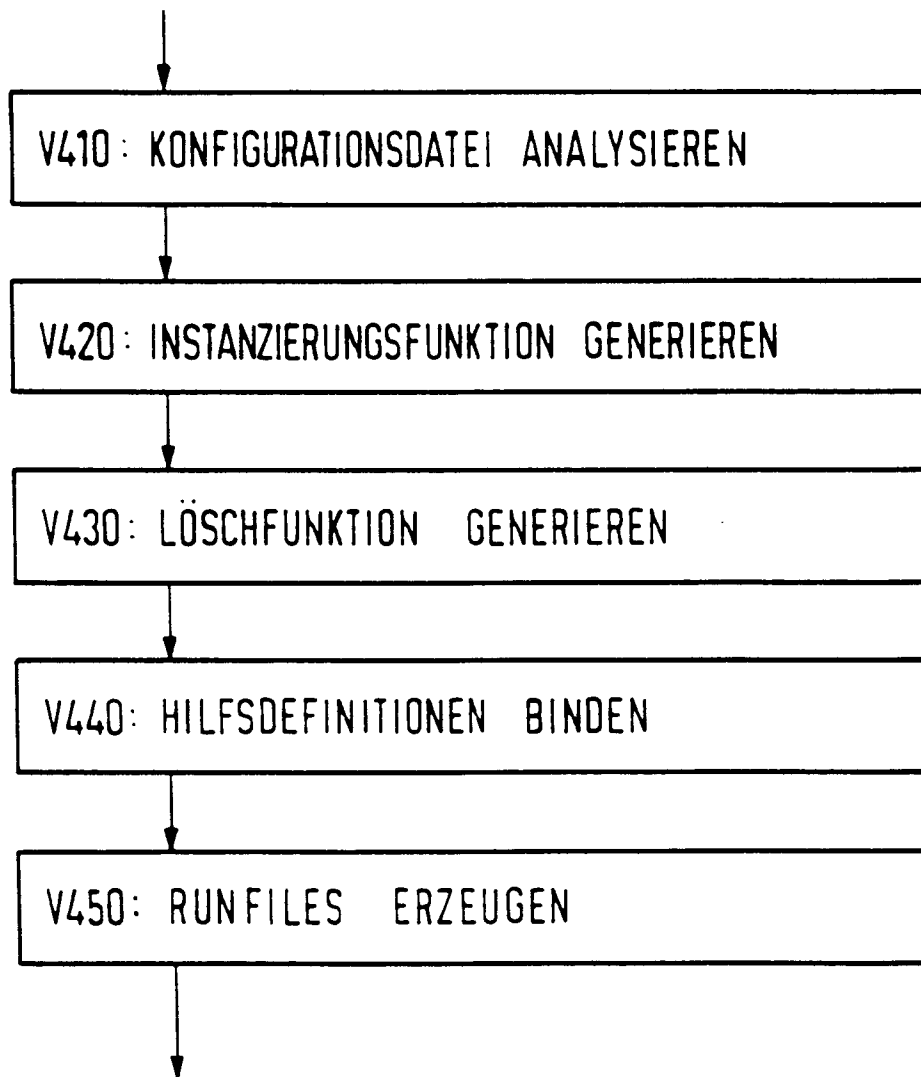 V410: KONFIGURATIONSDATEI ANALYSIEREN
V420: INSTANZIERUNGSFUNKTION GENERIEREN
V430: LÖSCHFUNKTION GENERIEREN
V440: HILFSDEFINITIONEN BINDEN
V450: RUNFILES ERZEUGEN